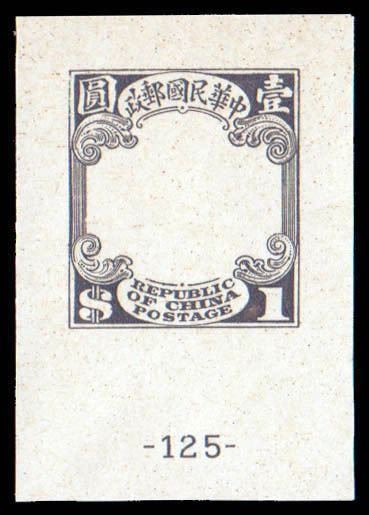 中華民國郵政
壹圓
REPUBLIC
OF CHINA
POSTAGE
$1
-125-